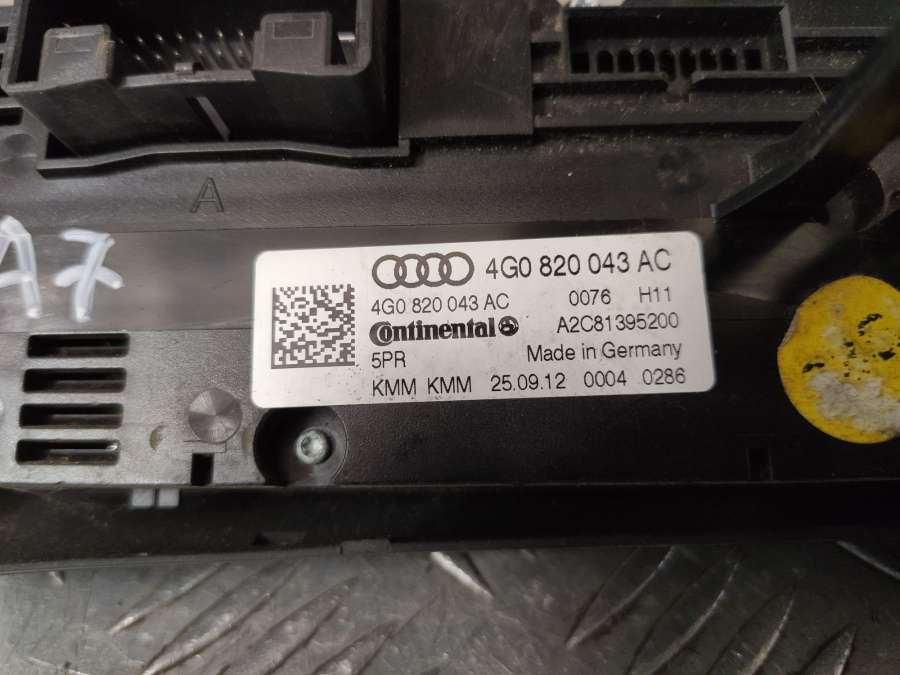 A
A7
4G0 820 043 AC
4G0 820 043 AC 0076 H11
Continental A2C81395200
5PR Made in Germany
KMM KMM 25.09.12 0004 0286